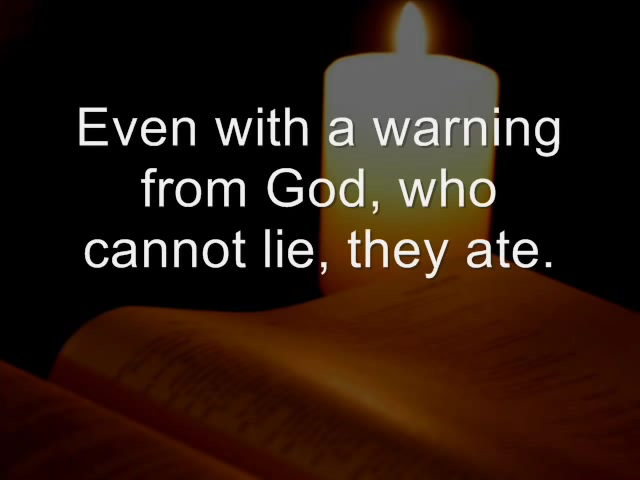 Even with a warning
from God, who
cannot lie, they ate.